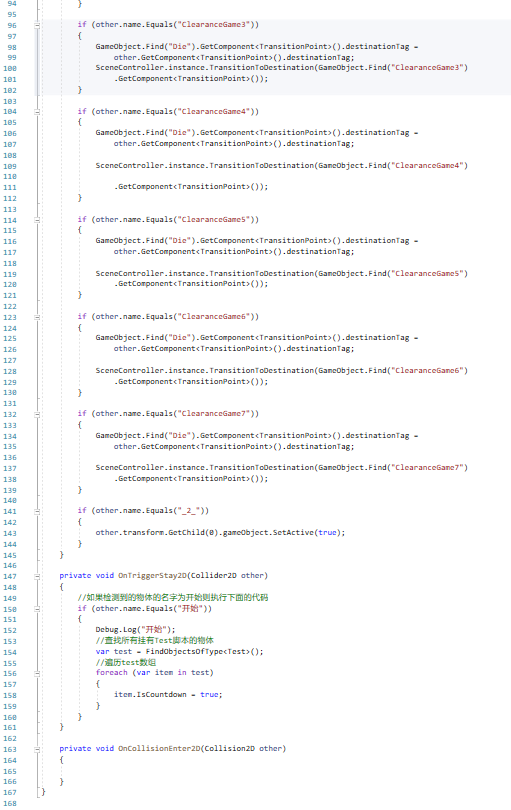 94 }
95
96 if (other.name.Equals("ClearanceGame3"))
97 {
98 GameObject.Find("Die").GetComponent<TransitionPoint>().destinationTag =
99 other.GetComponent<TransitionPoint>().destinationTag;
100 SceneController.instance.TransitionToDestination(GameObject.Find("ClearanceGame3")
101 .GetComponent<TransitionPoint>());
102 }
103
104 if (other.name.Equals("ClearanceGame4"))
105 {
106 GameObject.Find("Die").GetComponent<TransitionPoint>().destinationTag =
107 other.GetComponent<TransitionPoint>().destinationTag;
108
109 SceneController.instance.TransitionToDestination(GameObject.Find("ClearanceGame4")
110
111 .GetComponent<TransitionPoint>());
112 }
113
114 if (other.name.Equals("ClearanceGame5"))
115 {
116 GameObject.Find("Die").GetComponent<TransitionPoint>().destinationTag =
117 other.GetComponent<TransitionPoint>().destinationTag;
118
119 SceneController.instance.TransitionToDestination(GameObject.Find("ClearanceGame5")
120 .GetComponent<TransitionPoint>());
121 }
122
123 if (other.name.Equals("ClearanceGame6"))
124 {
125 GameObject.Find("Die").GetComponent<TransitionPoint>().destinationTag =
126 other.GetComponent<TransitionPoint>().destinationTag;
127
128 SceneController.instance.TransitionToDestination(GameObject.Find("ClearanceGame6")
129 .GetComponent<TransitionPoint>());
130 }
131
132 if (other.name.Equals("ClearanceGame7"))
133 {
134 GameObject.Find("Die").GetComponent<TransitionPoint>().destinationTag =
135 other.GetComponent<TransitionPoint>().destinationTag;
136
137 SceneController.instance.TransitionToDestination(GameObject.Find("ClearanceGame7")
138 .GetComponent<TransitionPoint>());
139 }
140
141 if (other.name.Equals("_2_"))
142 {
143 other.transform.GetChild(0).gameObject.SetActive(true);
144 }
145 }
146
147 private void OnTriggerStay2D(Collider2D other)
148 {
149 //如果检测到的物体的名字为开始则执行下面的代码
150 if (other.name.Equals("开始"))
151 {
152 Debug.Log("开始");
153 //查找所有挂有Test脚本的物体
154 var test = FindObjectsOfType<Test>();
155 //遍历test数组
156 foreach (var item in test)
157 {
158 item.IsCountdown = true;
159 }
160 }
161 }
162
163 private void OnCollisionEnter2D(Collision2D other)
164 {
165
166 }
167 }
168